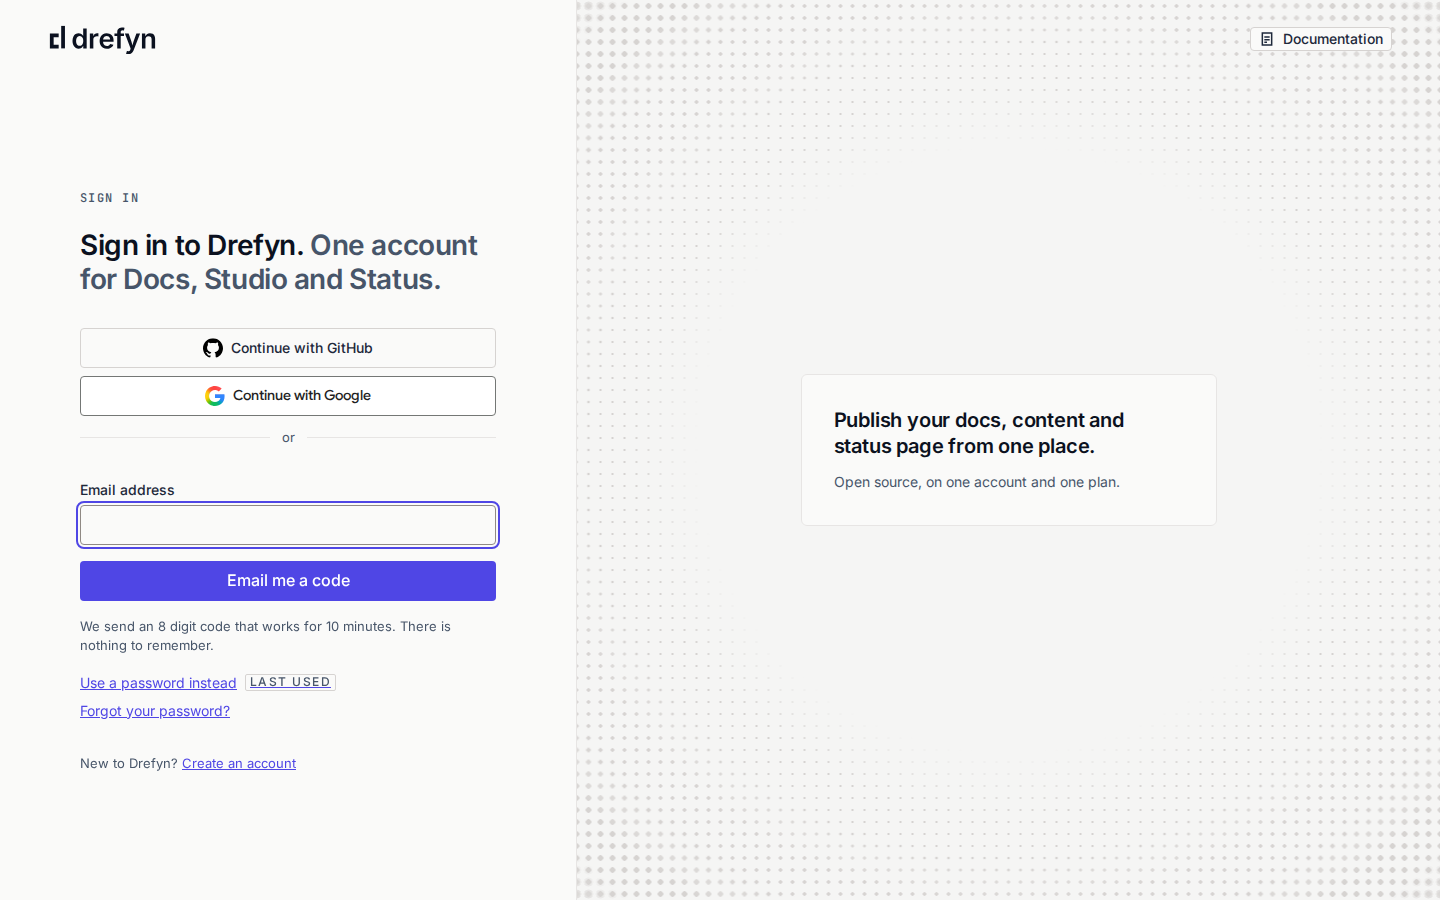 drefyn
Documentation
SIGN IN
Sign in to Drefyn. One account
for Docs, Studio and Status.
Continue with GitHub
Continue with Google
or
Email address
Email me a code
We send an 8 digit code that works for 10 minutes. There is
nothing to remember.
Use a password instead LAST USED
Forgot your password?
New to Drefyn? Create an account
Publish your docs, content and
status page from one place.
Open source, on one account and one plan.